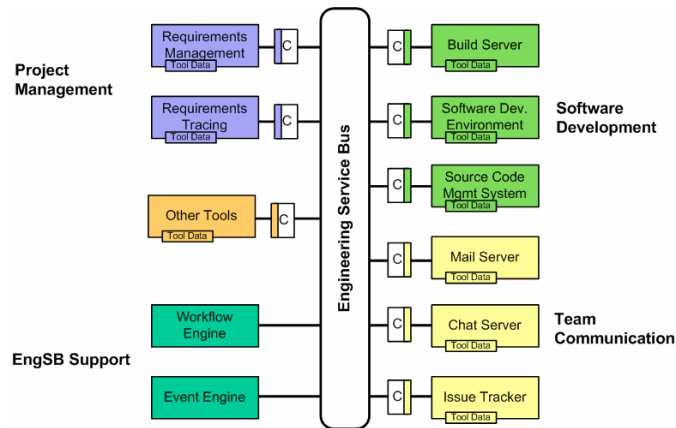 Project
Management
Requirements
Management
Tool Data
C
Requirements
Tracing
Tool Data
C
Other Tools
Tool Data
C
Workflow
Engine
EngSB Support
Event Engine
Engineering Service Bus
C
Build Server
Tool Data
C
Software Dev.
Environment
Tool Data
Software
Development
C
Source Code
Mgmt System
Tool Data
C
Mail Server
Tool Data
C
Chat Server
Tool Data
Team
Communication
C
Issue Tracker
Tool Data